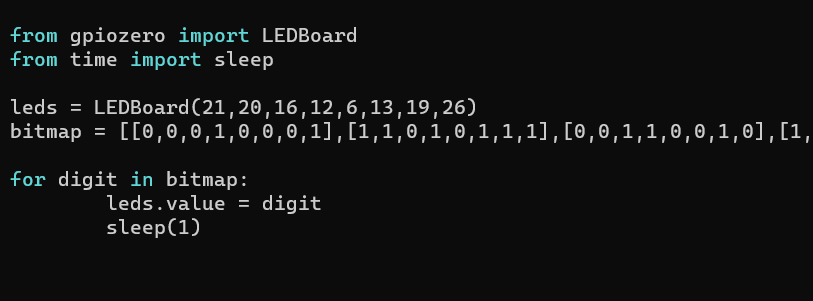 from gpiozero import LEDBoard
from time import sleep
leds = LEDBoard(21,20,16,12,6,13,19,26)
bitmap = [[0,0,0,1,0,0,0,1],[1,1,0,1,0,1,1,1],[0,0,1,1,0,0,1,0],[1,
for digit in bitmap:
        leds.value = digit
        sleep(1)